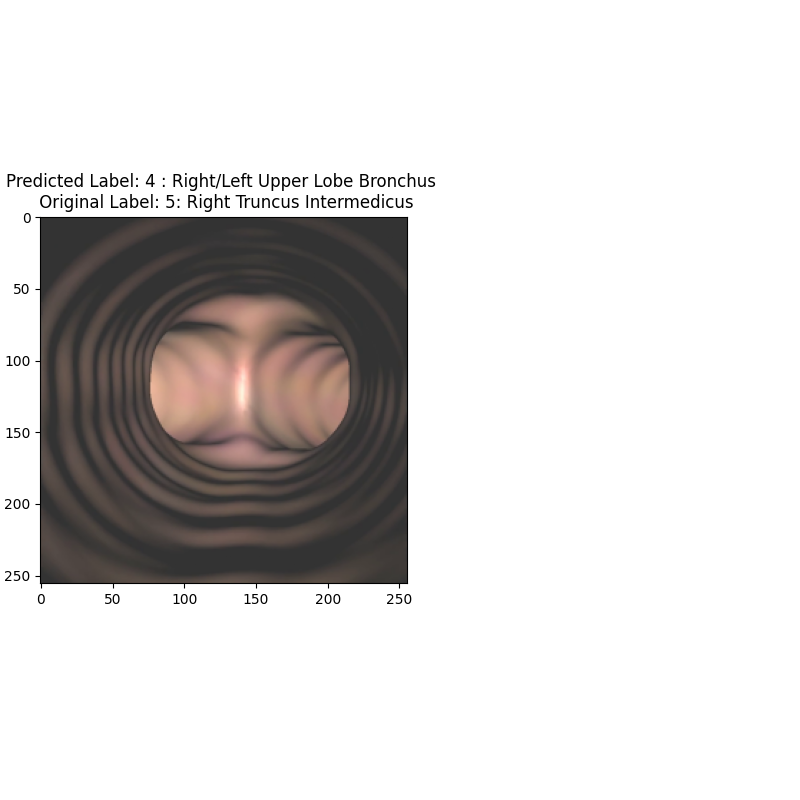 Predicted Label: 4 : Right/Left Upper Lobe Bronchus
Original Label: 5: Right Truncus Intermedicus
0
50
100
150
200
250
0 50 100 150 200 250